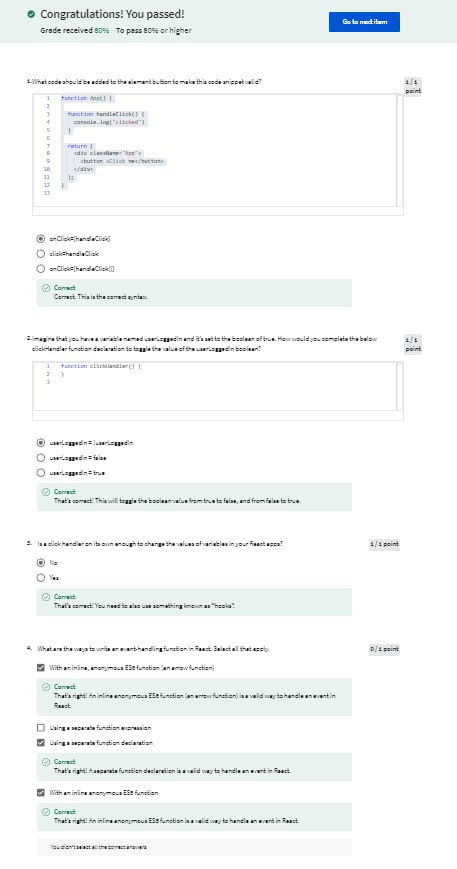 Congratulations! You passed!
Grade received 80% To pass 80% or higher
Go to next item
1. What code should be added to the element button to make this code snippet valid?
1 / 1 point
1 function App() {
2
3 function handleClick() {
4 console.log("clicked")
5 }
6
7 return (
8 <div className="App">
9 <button >Click me</button>
10 </div>
11 );
12 }
13
onClick={handleClick}
click=handleClick
onClick={handleClick()}
Correct
Correct. This is the correct syntax.
2. Imagine that you have a variable named userLoggedIn and it's set to the boolean of true. How would you complete the below
clickHandler function declaration to toggle the value of the userLoggedIn boolean?
1 / 1 point
1 function clickHandler() {
2 }
3
userLoggedIn = !userLoggedIn
userLoggedIn = false
userLoggedIn = true
Correct
That's correct! This will toggle the boolean value from true to false, and from false to true.
3. Is a click handler on its own enough to change the values of variables in your React apps?
1 / 1 point
No
Yes
Correct
That's correct! You need to also use something known as "hooks".
4. What are the ways to write an event-handling function in React. Select all that apply.
0 / 1 point
With an inline, anonymous ES6 function (an arrow function)
Correct
That's right! An inline anonymous ES6 function (an arrow function) is a valid way to handle an event in
React.
Using a separate function expression
Using a separate function declaration
Correct
That's right! A separate function declaration is a valid way to handle an event in React.
With an inline anonymous ES5 function
Correct
That's right! An inline anonymous ES5 function is a valid way to handle an event in React.
You didn't select all the correct answers